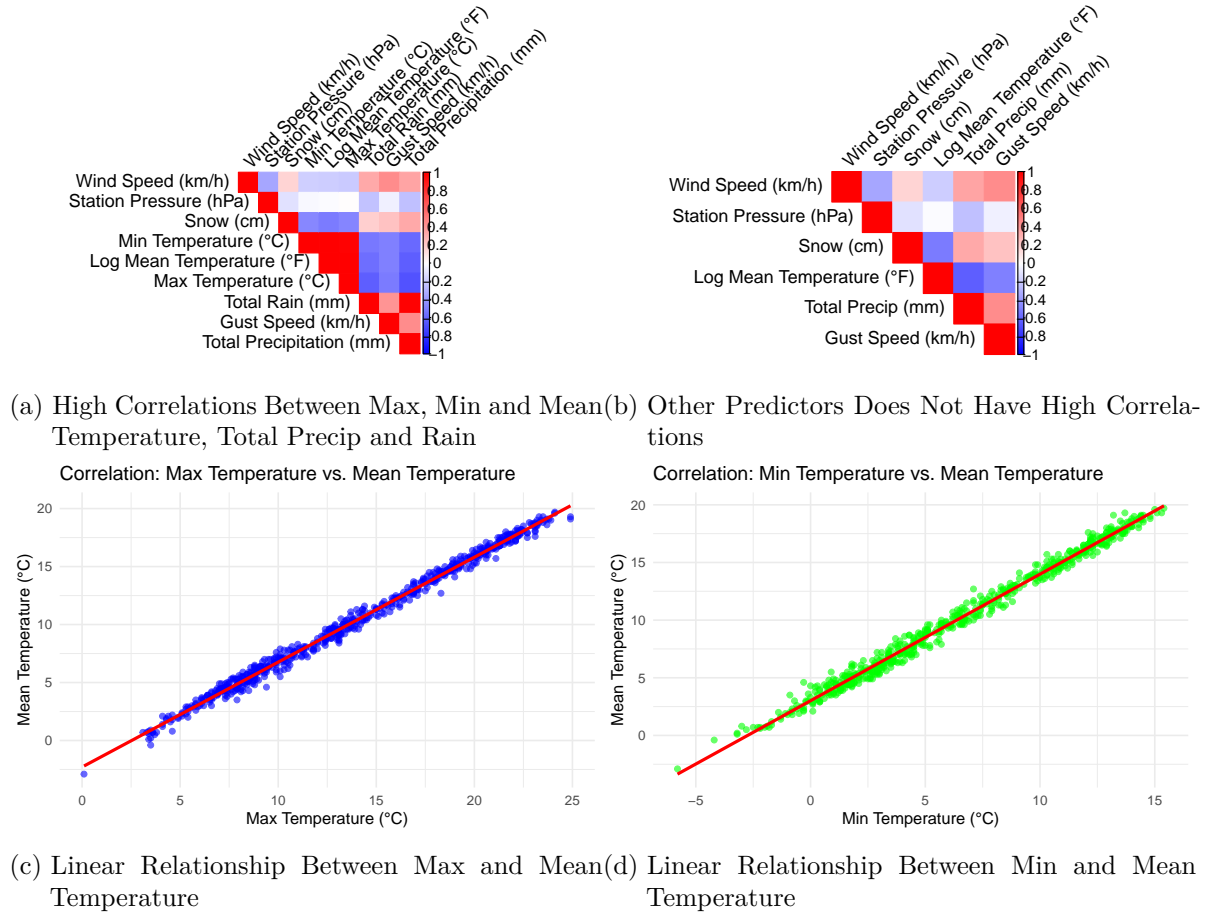 Wind Speed (km/h)
Station Pressure (hPa)
Snow (cm)
Min Temperature (°C)
Log Mean Temperature (°F)
Max Temperature (°C)
Total Rain (mm)
Gust Speed (km/h)
Total Precipitation (mm)
Wind Speed (km/h)
Station Pressure (hPa)
Snow (cm)
Min Temperature (°C)
Log Mean Temperature (°F)
Max Temperature (°C)
Total Rain (mm)
Gust Speed (km/h)
Total Precipitation (mm)
1
0.8
0.6
0.4
0.2
0
−0.2
−0.4
−0.6
−0.8
−1
Wind Speed (km/h)
Station Pressure (hPa)
Snow (cm)
Log Mean Temperature (°F)
Total Precip (mm)
Gust Speed (km/h)
Wind Speed (km/h)
Station Pressure (hPa)
Snow (cm)
Log Mean Temperature (°F)
Total Precip (mm)
Gust Speed (km/h)
1
0.8
0.6
0.4
0.2
0
−0.2
−0.4
−0.6
−0.8
−1
(a) High Correlations Between Max, Min and Mean
Temperature, Total Precip and Rain
(b) Other Predictors Does Not Have High Correla-
tions
Correlation: Max Temperature vs. Mean Temperature
20
15
10
5
0
Mean Temperature (°C)
0 5 10 15 20 25
Max Temperature (°C)
Correlation: Min Temperature vs. Mean Temperature
20
15
10
5
0
Mean Temperature (°C)
−5 0 5 10 15
Min Temperature (°C)
(c) Linear Relationship Between Max and Mean
Temperature
(d) Linear Relationship Between Min and Mean
Temperature